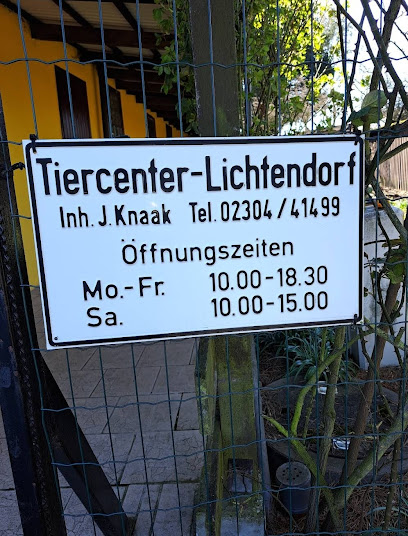 Tiercenter-Lichtendorf
Inh. J. Knaak Tel. 02304/41499
Öffnungszeiten
Mo.-Fr. 10.00-18.30
Sa. 10.00-15.00